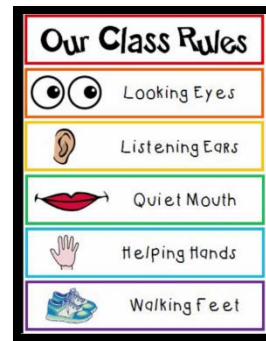 Our Class Rules
Looking Eyes
Listening Ears
Quiet Mouth
Helping Hands
Walking Feet